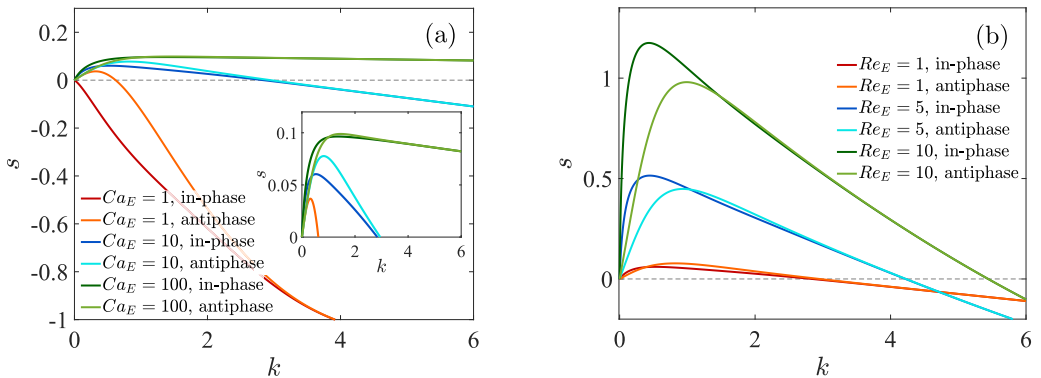 (a)
0.2
0
-0.2
-0.4
-0.6
-0.8
-1
s
Ca_E = 1, in-phase
Ca_E = 1, antiphase
Ca_E = 10, in-phase
Ca_E = 10, antiphase
Ca_E = 100, in-phase
Ca_E = 100, antiphase
0.1
0.05
0
s
0 2 4 6
k
0 2 4 6
k
(b)
1
0.5
0
s
Re_E = 1, in-phase
Re_E = 1, antiphase
Re_E = 5, in-phase
Re_E = 5, antiphase
Re_E = 10, in-phase
Re_E = 10, antiphase
0 2 4 6
k